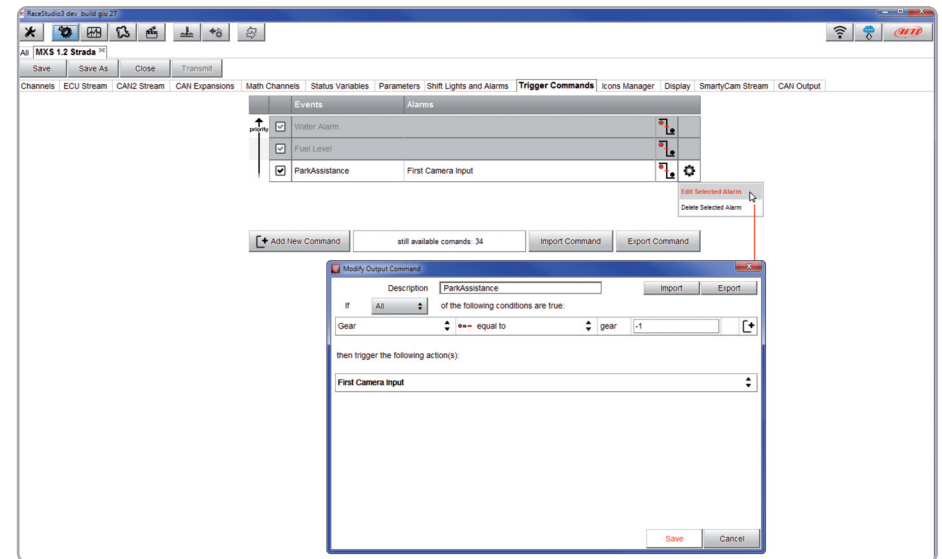 RaceStudio3 dev build giu 27
All MXS 1.2 Strada
Save Save As Close Transmit
Channels ECU Stream CAN2 Stream CAN Expansions Math Channels Status Variables Parameters Shift Lights and Alarms Trigger Commands Icons Manager Display SmartyCam Stream CAN Output
Events Alarms
priority Water Alarm
Fuel Level
ParkAssistance First Camera Input
Edit Selected Alarm
Delete Selected Alarm
Add New Command still available comands: 34 Import Command Export Command
Modify Output Command
Description ParkAssistance Import Export
If All of the following conditions are true:
Gear equal to gear -1
then trigger the following action(s):
First Camera Input
Save Cancel